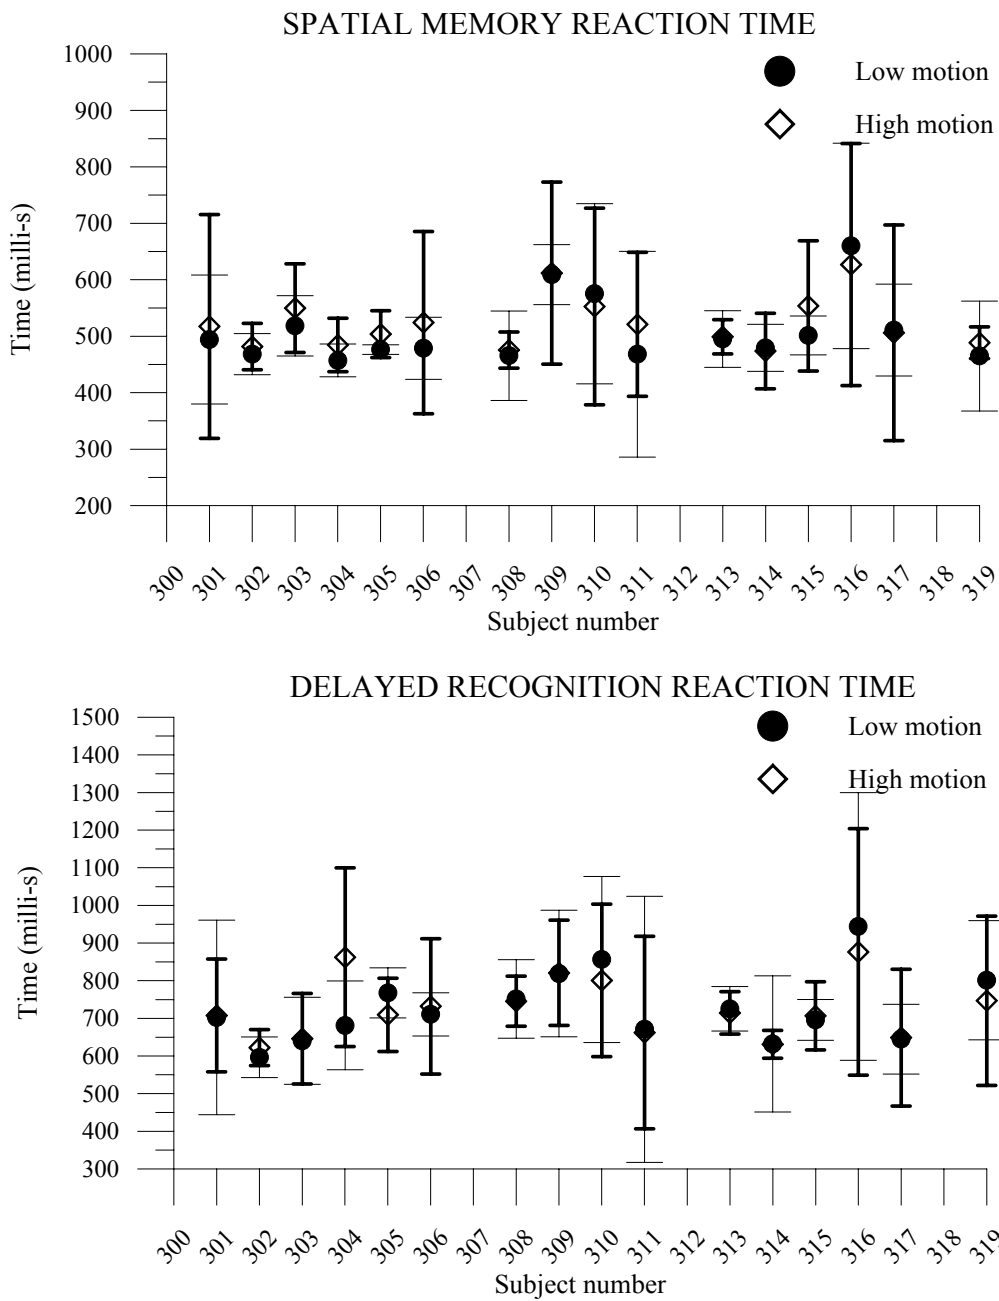 SPATIAL MEMORY REACTION TIME
1000
900
800
700
600
500
400
300
200
Time (milli-s)
Low motion
High motion
300 301 302 303 304 305 306 307 308 309 310 311 312 313 314 315 316 317 318 319
Subject number
DELAYED RECOGNITION REACTION TIME
1500
1400
1300
1200
1100
1000
900
800
700
600
500
400
300
Time (milli-s)
Low motion
High motion
300 301 302 303 304 305 306 307 308 309 310 311 312 313 314 315 316 317 318 319
Subject number